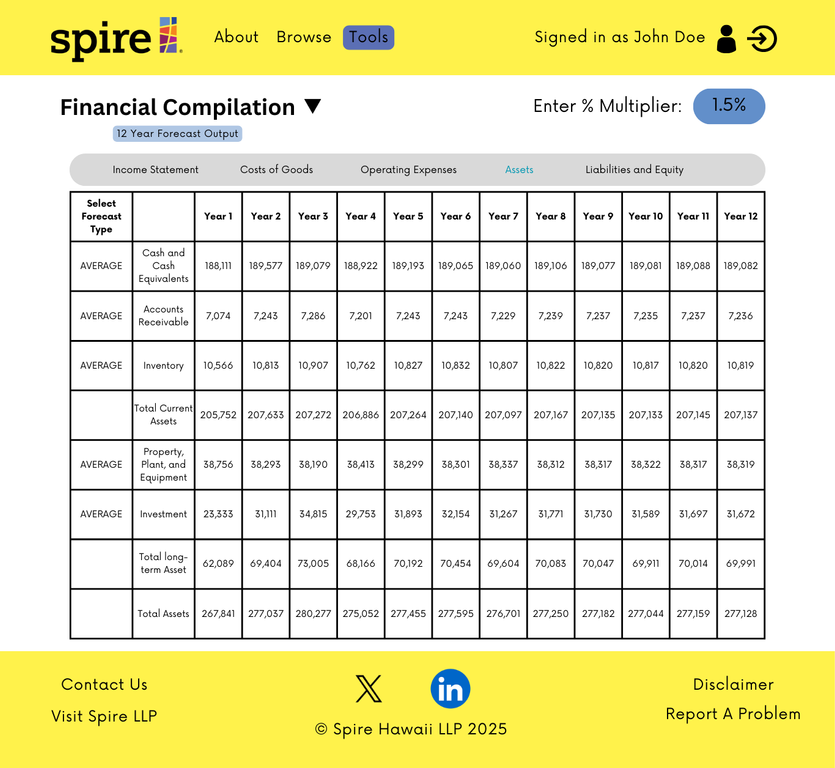 spire
About Browse Tools
Signed in as John Doe
Financial Compilation ▼
12 Year Forecast Output
Enter % Multiplier: 1.5%
Income Statement Costs of Goods Operating Expenses Assets Liabilities and Equity
Select Forecast Type Year 1 Year 2 Year 3 Year 4 Year 5 Year 6 Year 7 Year 8 Year 9 Year 10 Year 11 Year 12
AVERAGE Cash and Cash Equivalents 188,111 189,577 189,079 188,922 189,193 189,065 189,060 189,106 189,077 189,081 189,088 189,082
AVERAGE Accounts Receivable 7,074 7,243 7,286 7,201 7,243 7,243 7,229 7,239 7,237 7,235 7,237 7,236
AVERAGE Inventory 10,566 10,813 10,907 10,762 10,827 10,832 10,807 10,822 10,820 10,817 10,820 10,819
Total Current Assets 205,752 207,633 207,272 206,886 207,264 207,140 207,097 207,167 207,135 207,133 207,145 207,137
AVERAGE Property, Plant, and Equipment 38,756 38,293 38,190 38,413 38,299 38,301 38,337 38,312 38,317 38,322 38,317 38,319
AVERAGE Investment 23,333 31,111 34,815 29,753 31,893 32,154 31,267 31,771 31,730 31,589 31,697 31,672
Total long-term Asset 62,089 69,404 73,005 68,166 70,192 70,454 69,604 70,083 70,047 69,911 70,014 69,991
Total Assets 267,841 277,037 280,277 275,052 277,455 277,595 276,701 277,250 277,182 277,044 277,159 277,128
Contact Us
Visit Spire LLP
X in
© Spire Hawaii LLP 2025
Disclaimer
Report A Problem